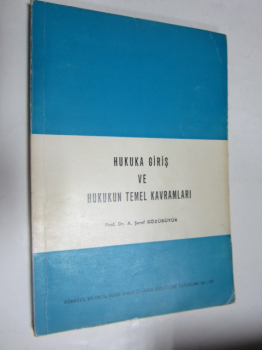 HUKUKA GİRİŞ
VE
HUKUKUN TEMEL KAVRAMLARI
Prof. Dr. A. Şeref GÖZÜBÜYÜK